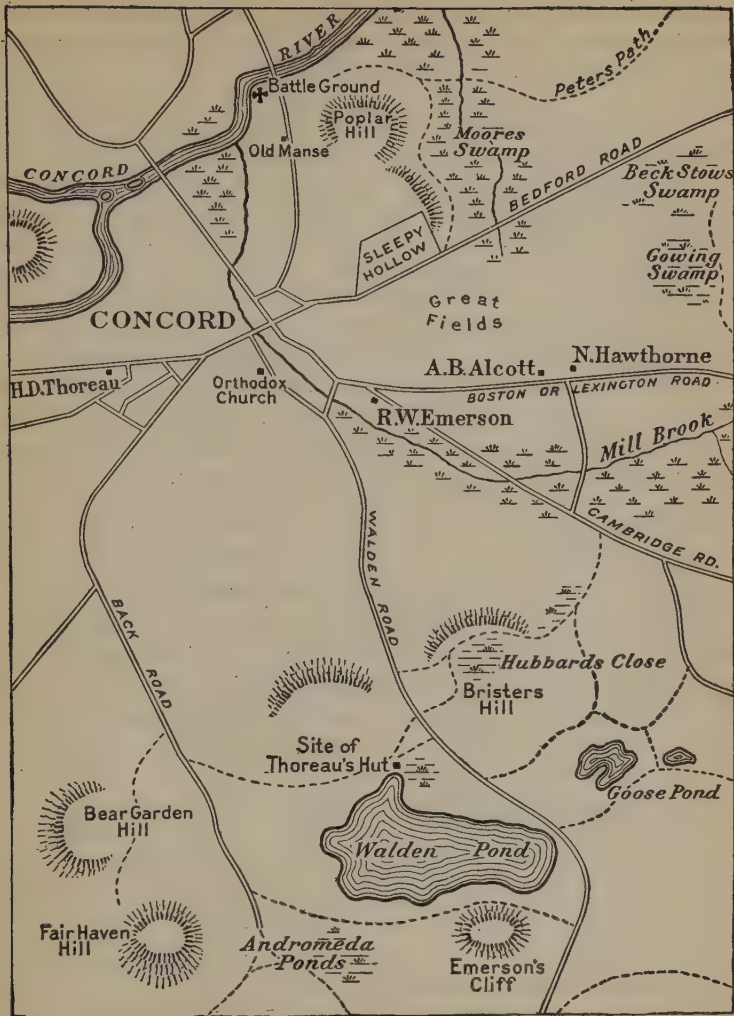 RIVER
Peters Path
Battle Ground
Poplar
Hill
Old Manse
Moores
Swamp
CONCORD
BEDFORD ROAD
Beck Stows
Swamp
SLEEPY
HOLLOW
Gowing
Swamp
Great
Fields
CONCORD
A.B. Alcott
N. Hawthorne
H.D. Thoreau
Orthodox
Church
BOSTON OR LEXINGTON ROAD
R.W. Emerson
Mill Brook
WALDEN ROAD
CAMBRIDGE RD.
BACK ROAD
Hubbards Close
Bristers
Hill
Site of
Thoreau's Hut
Goose Pond
Bear Garden
Hill
Walden Pond
Fair Haven
Hill
Andromeda
Ponds
Emerson's
Cliff